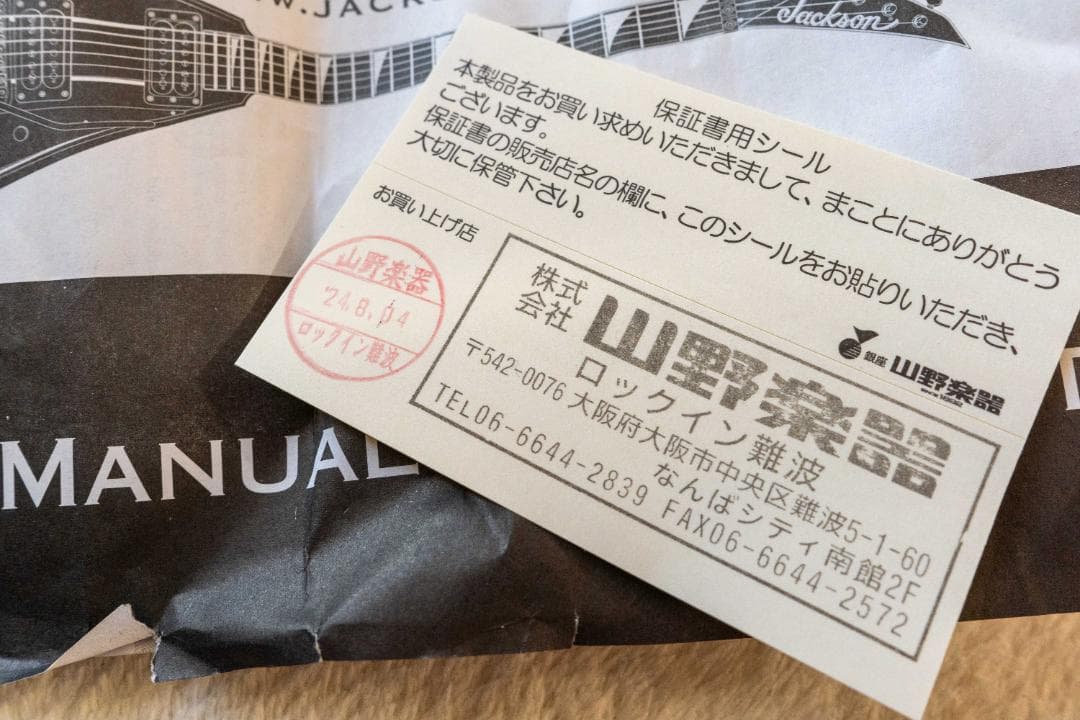 Jackson
MANUAL
保証書用シール
本製品をお買い求めいただきまして、まことにありがとう
ございます。
保証書の販売店名の欄に、このシールをお貼りいただき、
大切に保管下さい。
銀座 山野楽器
お買い上げ店
山野楽器
'24.8.04
ロックイン難波
株式会社 山野楽器
ロックイン難波
〒542-0076 大阪府大阪市中央区難波5-1-60
なんばシティ南館2F
TEL06-6644-2839 FAX06-6644-2572